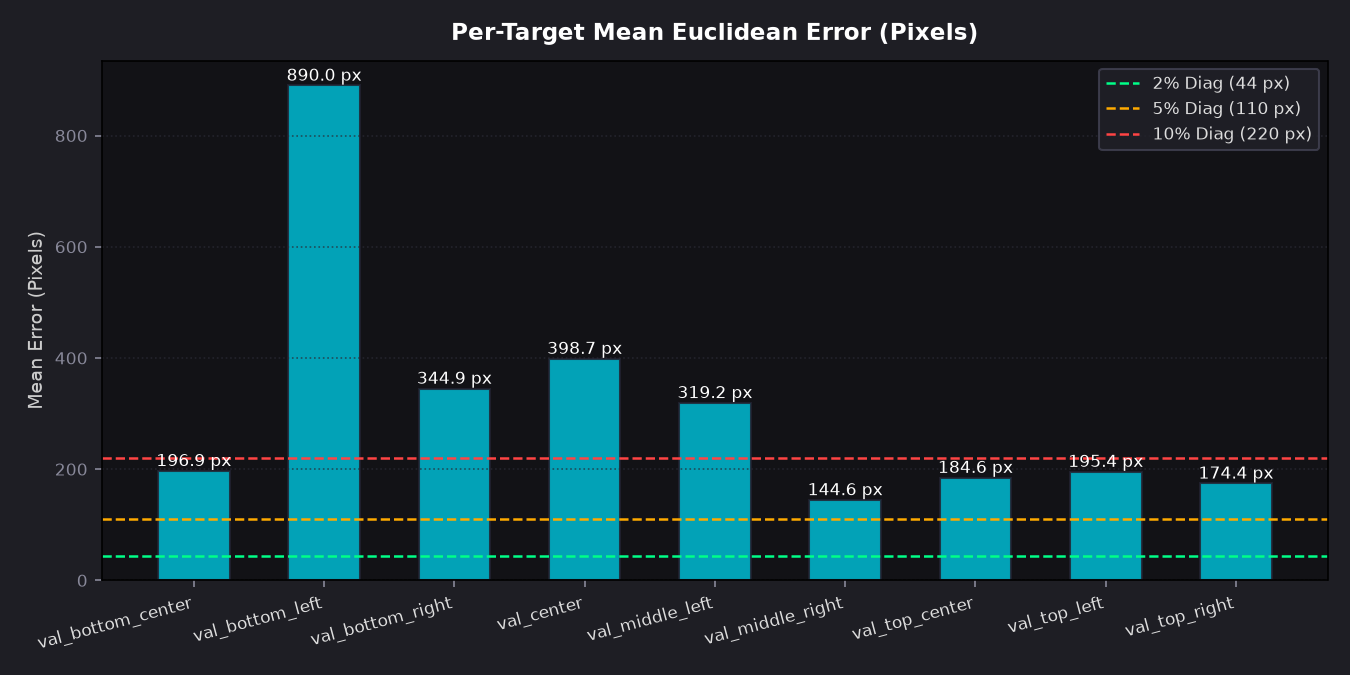 Per-Target Mean Euclidean Error (Pixels)
2% Diag (44 px)
5% Diag (110 px)
10% Diag (220 px)
Mean Error (Pixels)
800
600
400
200
0
196.9 px
890.0 px
344.9 px
398.7 px
319.2 px
144.6 px
184.6 px
195.4 px
174.4 px
val_bottom_center
val_bottom_left
val_bottom_right
val_center
val_middle_left
val_middle_right
val_top_center
val_top_left
val_top_right